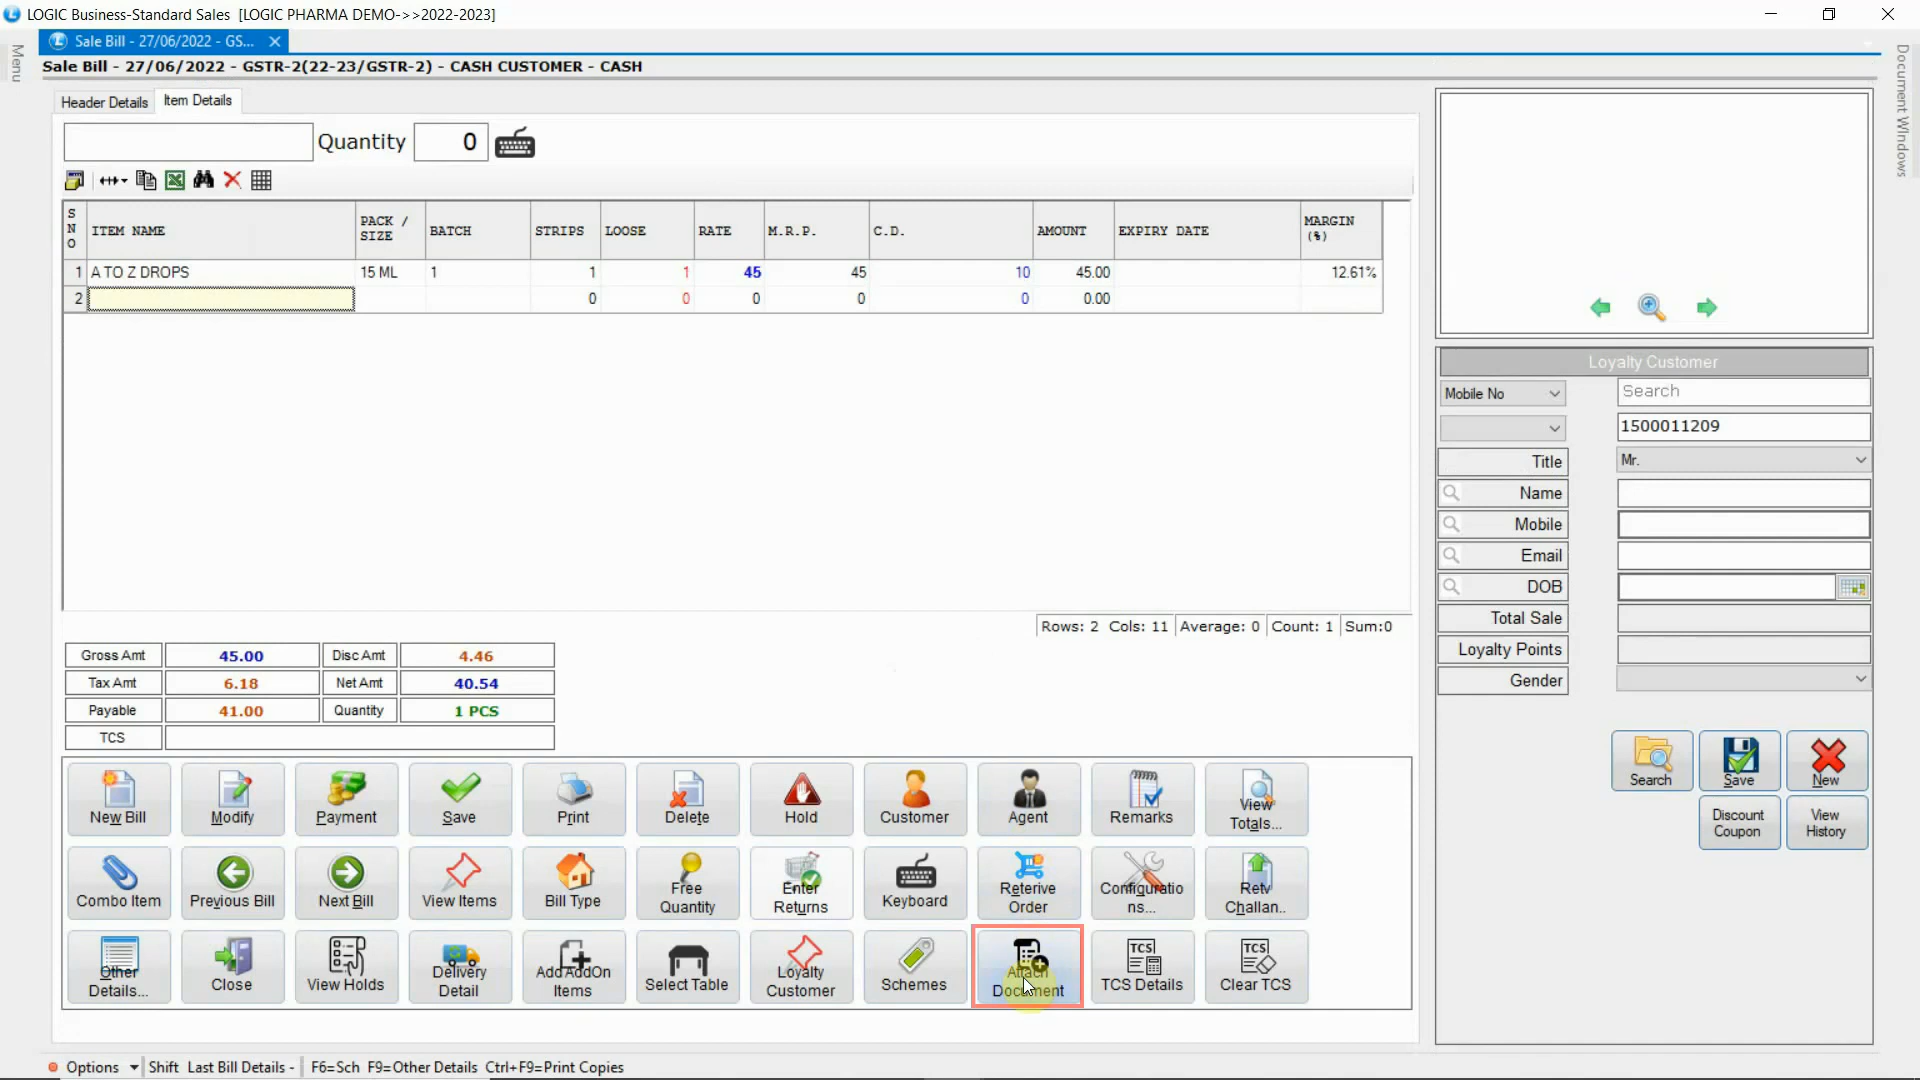 LOGIC Business-Standard Sales [LOGIC PHARMA DEMO->>2022-2023]
Menu
Sale Bill - 27/06/2022 - GS...
Document Windows
Sale Bill - 27/06/2022 - GSTR-2(22-23/GSTR-2) - CASH CUSTOMER - CASH
Header Details Item Details
Quantity 0
S N O ITEM NAME PACK / SIZE BATCH STRIPS LOOSE RATE M.R.P. C.D. AMOUNT EXPIRY DATE MARGIN (%)
1 A TO Z DROPS 15 ML 1 1 1 45 45 10 45.00 12.61%
2 0 0 0 0 0 0.00
Rows: 2 Cols: 11 Average: 0 Count: 1 Sum:0
Gross Amt 45.00 Disc Amt 4.46
Tax Amt 6.18 Net Amt 40.54
Payable 41.00 Quantity 1 PCS
TCS
New Bill Modify Payment Save Print Delete Hold Customer Agent Remarks View Totals...
Combo Item Previous Bill Next Bill View Items Bill Type Free Quantity Enter Returns Keyboard Reterive Order Configuratio ns... Retv Challan..
Other Details... Close View Holds Delivery Detail Add AddOn Items Select Table Loyalty Customer Schemes Attach Document TCS TCS Details TCS Clear TCS
Loyalty Customer
Mobile No Search
1500011209
Title Mr.
Name
Mobile
Email
DOB
Total Sale
Loyalty Points
Gender
Search Save New
Discount Coupon View History
Options Shift Last Bill Details - F6=Sch F9=Other Details Ctrl+F9=Print Copies